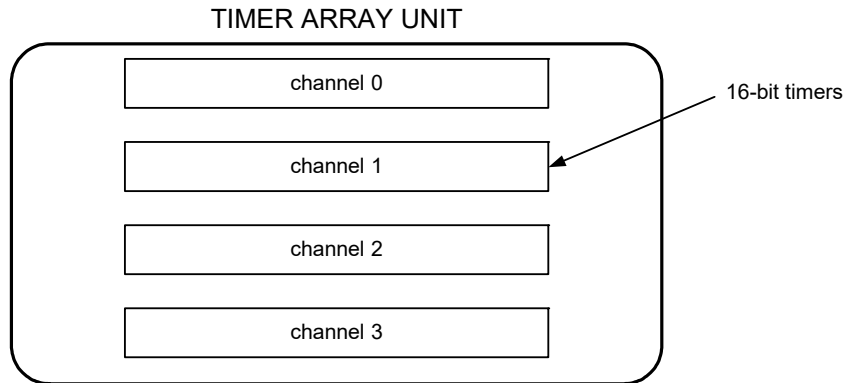 TIMER ARRAY UNIT
channel 0
16-bit timers
channel 1
channel 2
channel 3